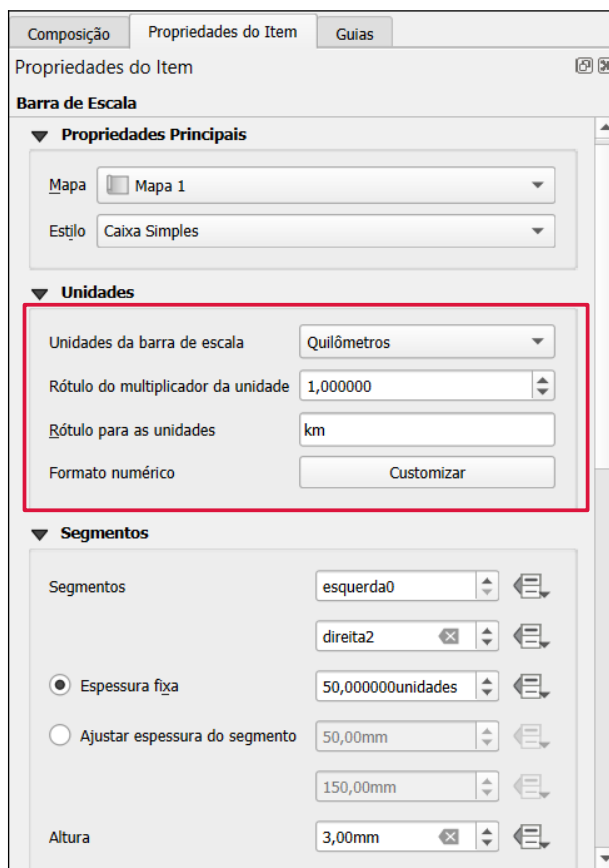 Composição Propriedades do Item Guias
Propriedades do Item
Barra de Escala
Propriedades Principais
Mapa Mapa 1
Estilo Caixa Simples
Unidades
Unidades da barra de escala Quilômetros
Rótulo do multiplicador da unidade 1,000000
Rótulo para as unidades km
Formato numérico Customizar
Segmentos
Segmentos esquerda0
direita2
Espessura fixa 50,000000unidades
Ajustar espessura do segmento 50,00mm
150,00mm
Altura 3,00mm